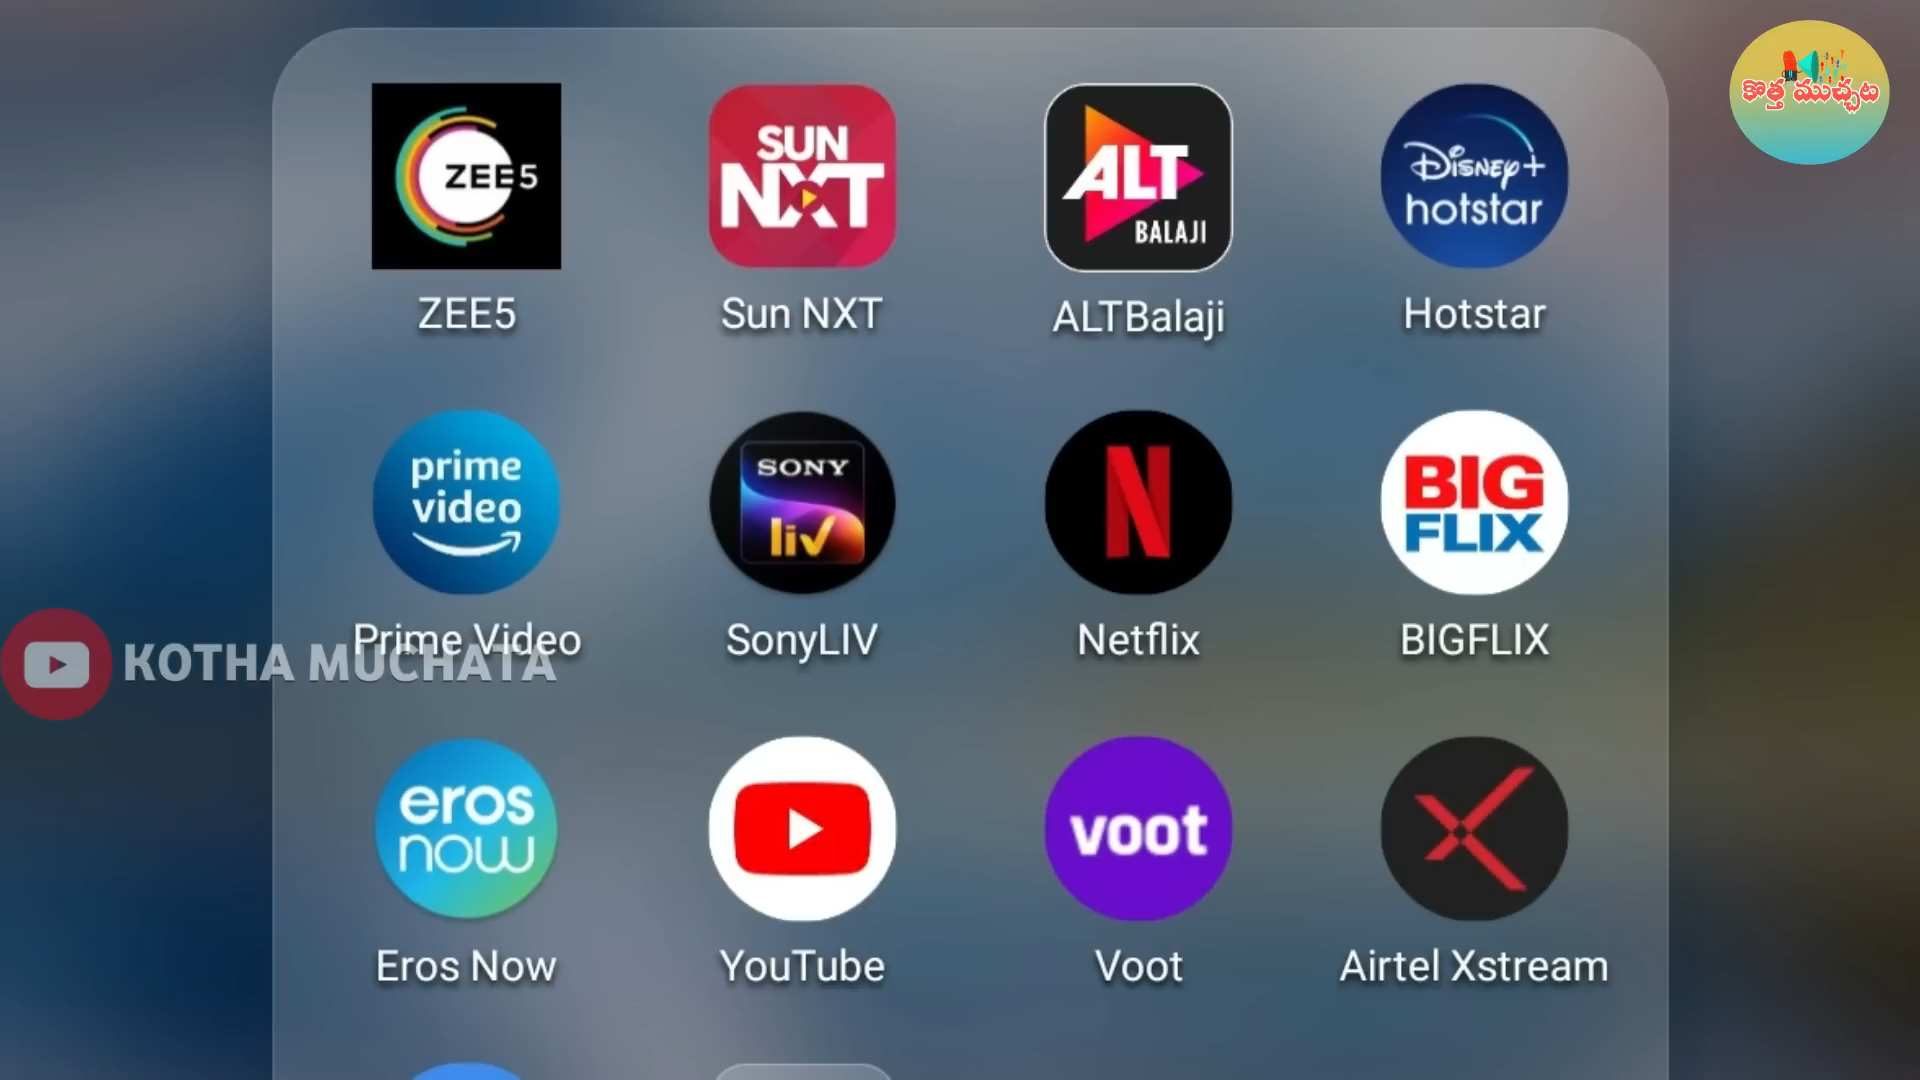 కొత్త ముచ్చట
ZEE5
SUN
NXT
ALT
BALAJI
Disney+
hotstar
ZEE5
Sun NXT
ALTBalaji
Hotstar
prime
video
SONY
liv
N
BIG
FLIX
Prime Video
SonyLIV
Netflix
BIGFLIX
KOTHA MUCHATA
eros
now
voot
Eros Now
YouTube
Voot
Airtel Xstream